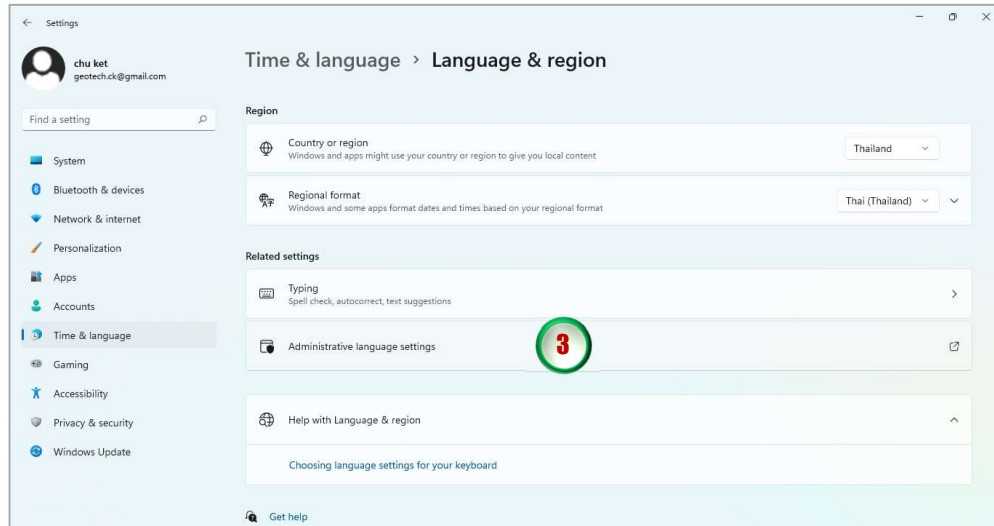 Settings
chu ket
geotech.ck@gmail.com
Find a setting
System
Bluetooth & devices
Network & internet
Personalization
Apps
Accounts
Time & language
Gaming
Accessibility
Privacy & security
Windows Update
Time & language > Language & region
Region
Country or region
Windows and apps might use your country or region to give you local content
Thailand
Regional format
Windows and some apps format dates and times based on your regional format
Thai (Thailand)
Related settings
Typing
Spell check, autocorrect, text suggestions
Administrative language settings
3
Help with Language & region
Choosing language settings for your keyboard
Get help